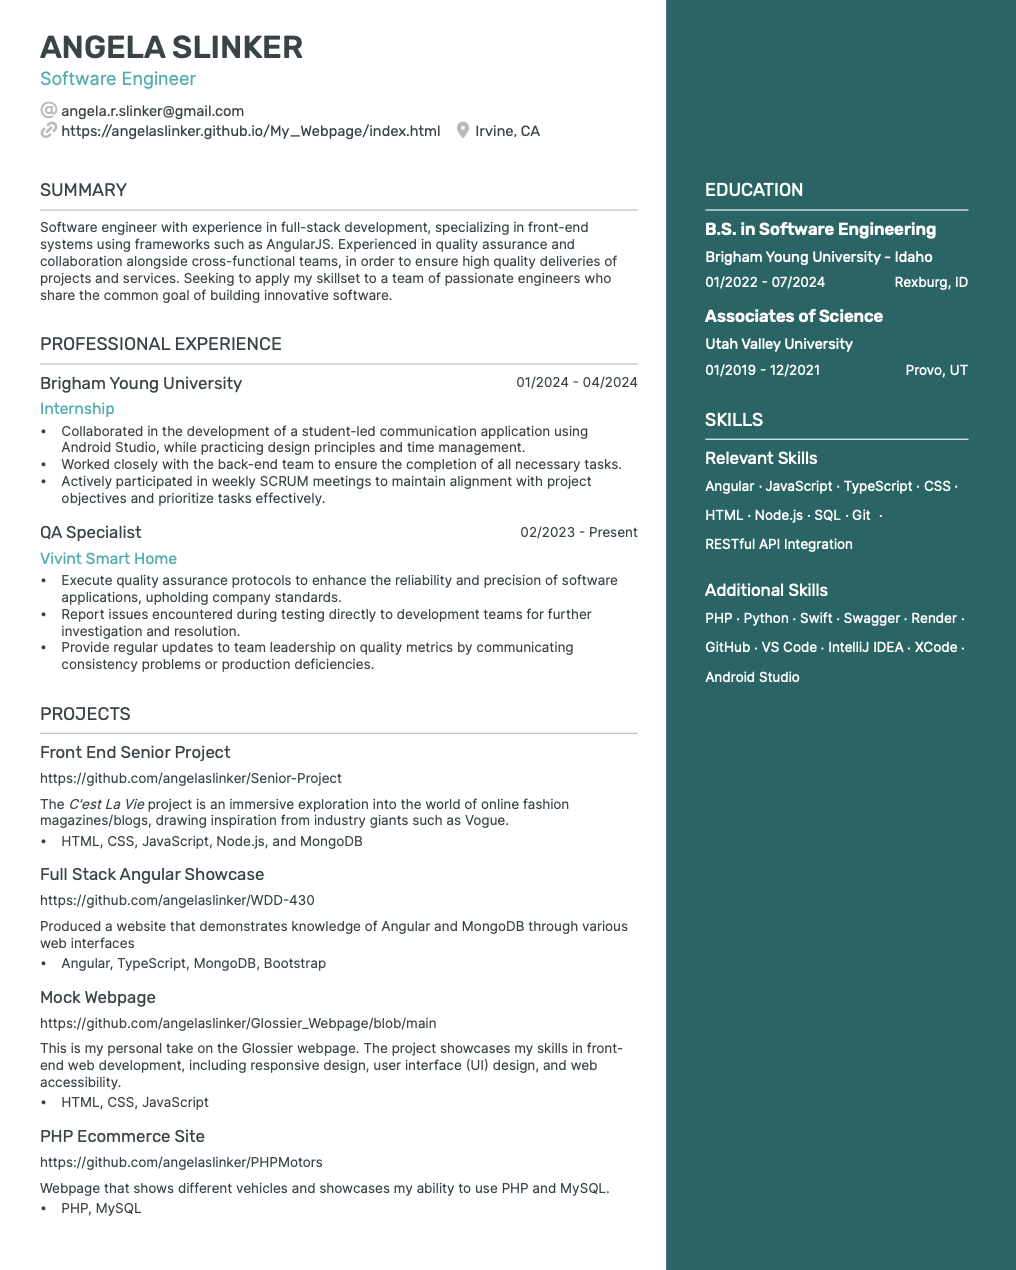 ANGELA SLINKER
Software Engineer
angela.r.slinker@gmail.com
https://angelaslinker.github.io/My_Webpage/index.html Irvine, CA
SUMMARY
Software engineer with experience in full-stack development, specializing in front-end
systems using frameworks such as AngularJS. Experienced in quality assurance and
collaboration alongside cross-functional teams, in order to ensure high quality deliveries of
projects and services. Seeking to apply my skillset to a team of passionate engineers who
share the common goal of building innovative software.
PROFESSIONAL EXPERIENCE
Brigham Young University 01/2024 - 04/2024
Internship
• Collaborated in the development of a student-led communication application using
Android Studio, while practicing design principles and time management.
• Worked closely with the back-end team to ensure the completion of all necessary tasks.
• Actively participated in weekly SCRUM meetings to maintain alignment with project
objectives and prioritize tasks effectively.
QA Specialist 02/2023 - Present
Vivint Smart Home
• Execute quality assurance protocols to enhance the reliability and precision of software
applications, upholding company standards.
• Report issues encountered during testing directly to development teams for further
investigation and resolution.
• Provide regular updates to team leadership on quality metrics by communicating
consistency problems or production deficiencies.
PROJECTS
Front End Senior Project
https://github.com/angelaslinker/Senior-Project
The C'est La Vie project is an immersive exploration into the world of online fashion
magazines/blogs, drawing inspiration from industry giants such as Vogue.
• HTML, CSS, JavaScript, Node.js, and MongoDB
Full Stack Angular Showcase
https://github.com/angelaslinker/WDD-430
Produced a website that demonstrates knowledge of Angular and MongoDB through various
web interfaces
• Angular, TypeScript, MongoDB, Bootstrap
Mock Webpage
https://github.com/angelaslinker/Glossier_Webpage/blob/main
This is my personal take on the Glossier webpage. The project showcases my skills in front-
end web development, including responsive design, user interface (UI) design, and web
accessibility.
• HTML, CSS, JavaScript
PHP Ecommerce Site
https://github.com/angelaslinker/PHPMotors
Webpage that shows different vehicles and showcases my ability to use PHP and MySQL.
• PHP, MySQL
EDUCATION
B.S. in Software Engineering
Brigham Young University - Idaho
01/2022 - 07/2024 Rexburg, ID
Associates of Science
Utah Valley University
01/2019 - 12/2021 Provo, UT
SKILLS
Relevant Skills
Angular · JavaScript · TypeScript · CSS ·
HTML · Node.js · SQL · Git ·
RESTful API Integration
Additional Skills
PHP · Python · Swift · Swagger · Render ·
GitHub · VS Code · IntelliJ IDEA · XCode ·
Android Studio